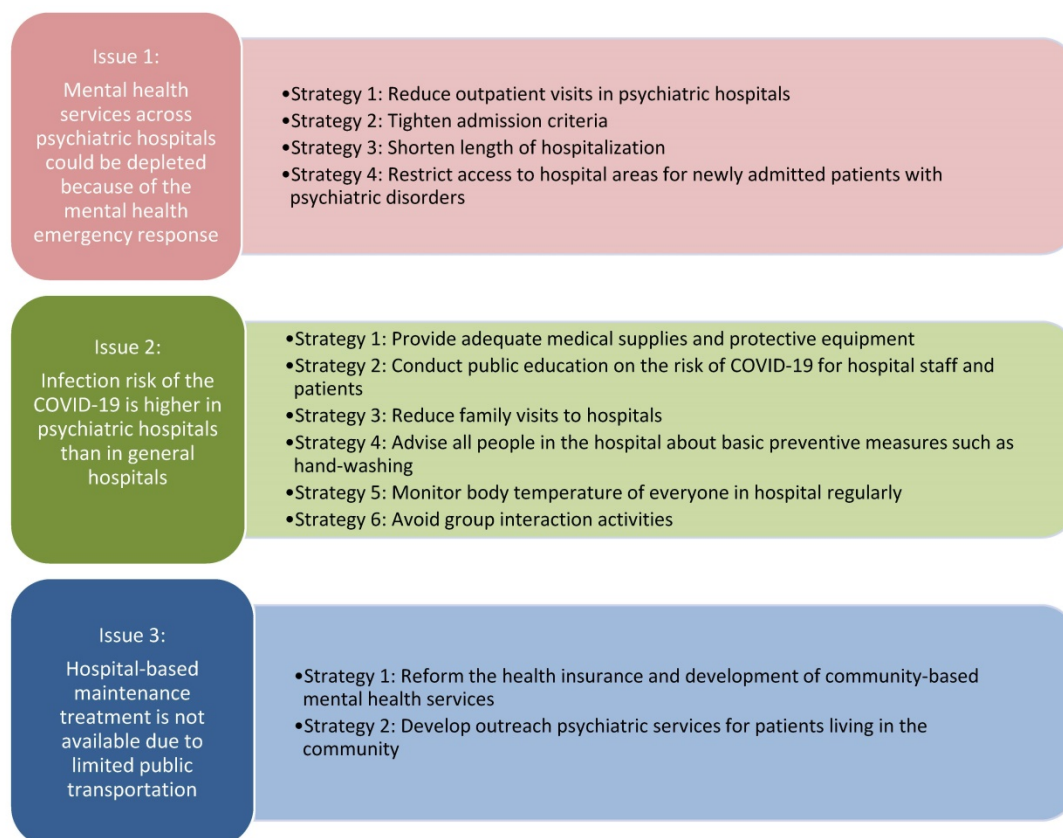 Issue 1:
Mental health
services across
psychiatric hospitals
could be depleted
because of the
mental health
emergency response
•Strategy 1: Reduce outpatient visits in psychiatric hospitals
•Strategy 2: Tighten admission criteria
•Strategy 3: Shorten length of hospitalization
•Strategy 4: Restrict access to hospital areas for newly admitted patients with
psychiatric disorders
Issue 2:
Infection risk of the
COVID-19 is higher in
psychiatric hospitals
than in general
hospitals
•Strategy 1: Provide adequate medical supplies and protective equipment
•Strategy 2: Conduct public education on the risk of COVID-19 for hospital staff and
patients
•Strategy 3: Reduce family visits to hospitals
•Strategy 4: Advise all people in the hospital about basic preventive measures such as
hand-washing
•Strategy 5: Monitor body temperature of everyone in hospital regularly
•Strategy 6: Avoid group interaction activities
Issue 3:
Hospital-based
maintenance
treatment is not
available due to
limited public
transportation
•Strategy 1: Reform the health insurance and development of community-based
mental health services
•Strategy 2: Develop outreach psychiatric services for patients living in the
community